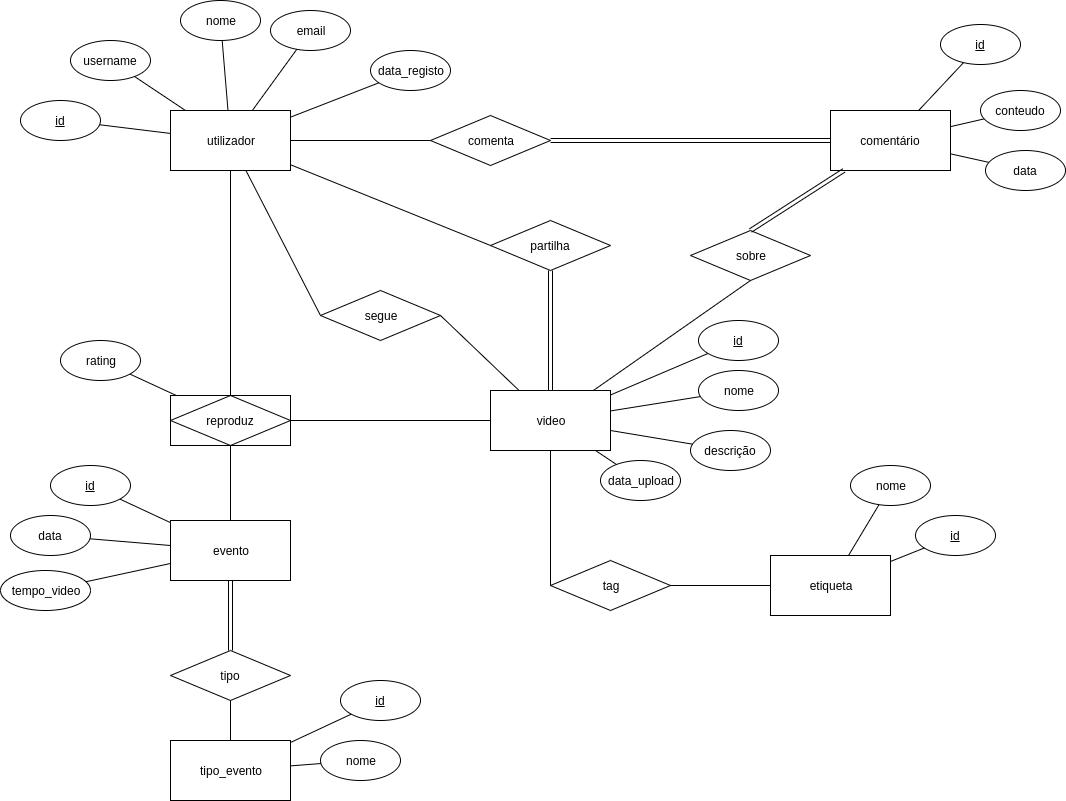 nome
email
id
username
data_registo
conteudo
id
utilizador
comenta
comentário
data
partilha
sobre
segue
id
rating
nome
reproduz
video
descrição
id
data_upload
nome
data
evento
id
tempo_video
tag
etiqueta
tipo
id
nome
tipo_evento